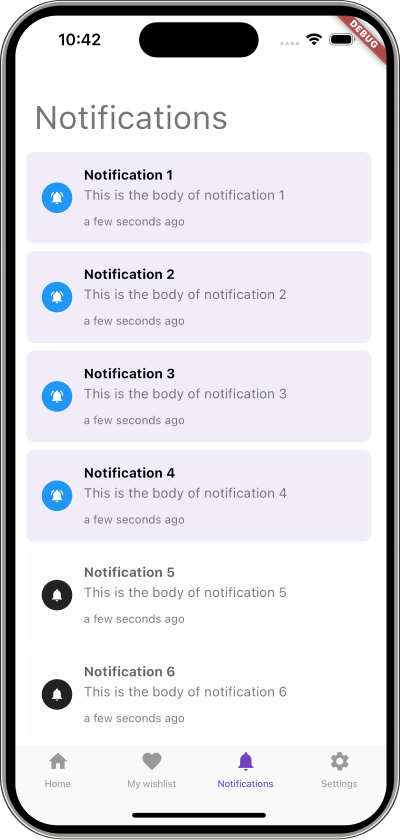 10:42
DEBUG
Notifications
Notification 1
This is the body of notification 1
a few seconds ago
Notification 2
This is the body of notification 2
a few seconds ago
Notification 3
This is the body of notification 3
a few seconds ago
Notification 4
This is the body of notification 4
a few seconds ago
Notification 5
This is the body of notification 5
a few seconds ago
Notification 6
This is the body of notification 6
a few seconds ago
Home My wishlist Notifications Settings